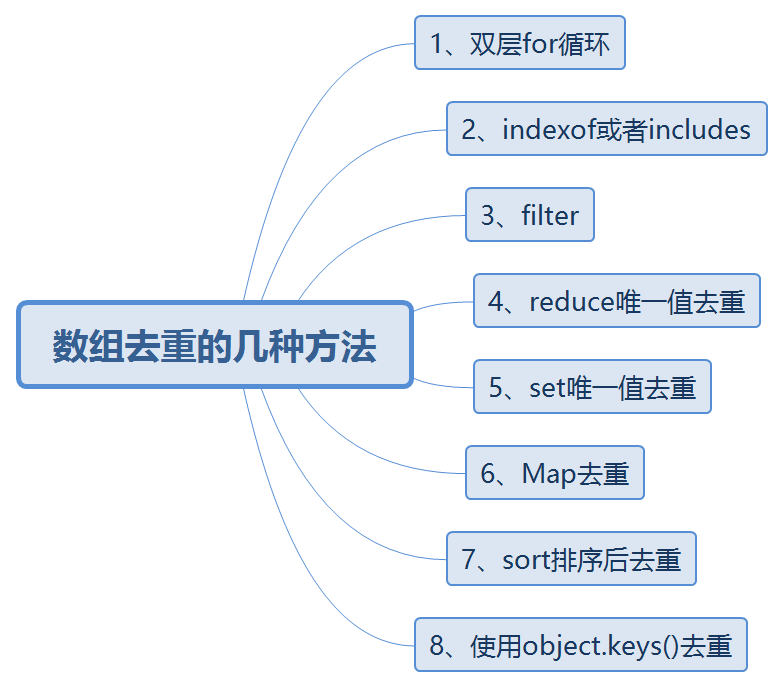 1、双层for循环
2、indexof或者includes
3、filter
4、reduce唯一值去重
数组去重的几种方法
5、set唯一值去重
6、Map去重
7、sort排序后去重
8、使用object.keys()去重